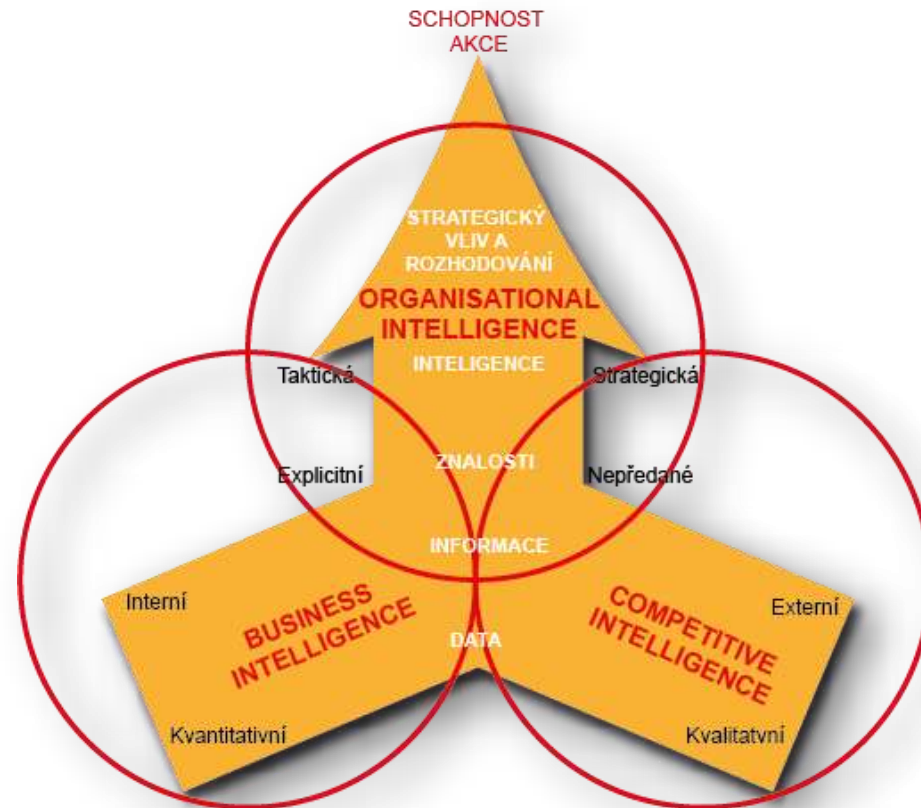 SCHOPNOST
AKCE
STRATEGICKÝ
VLIV A
ROZHODOVÁNÍ
ORGANISATIONAL
INTELLIGENCE
INTELIGENCE
Taktická
Strategická
ZNALOSTI
Explicitní
Nepředané
INFORMACE
Interní
BUSINESS
INTELLIGENCE
COMPETITIVE
INTELLIGENCE
Externí
DATA
Kvantitativní
Kvalitatvní